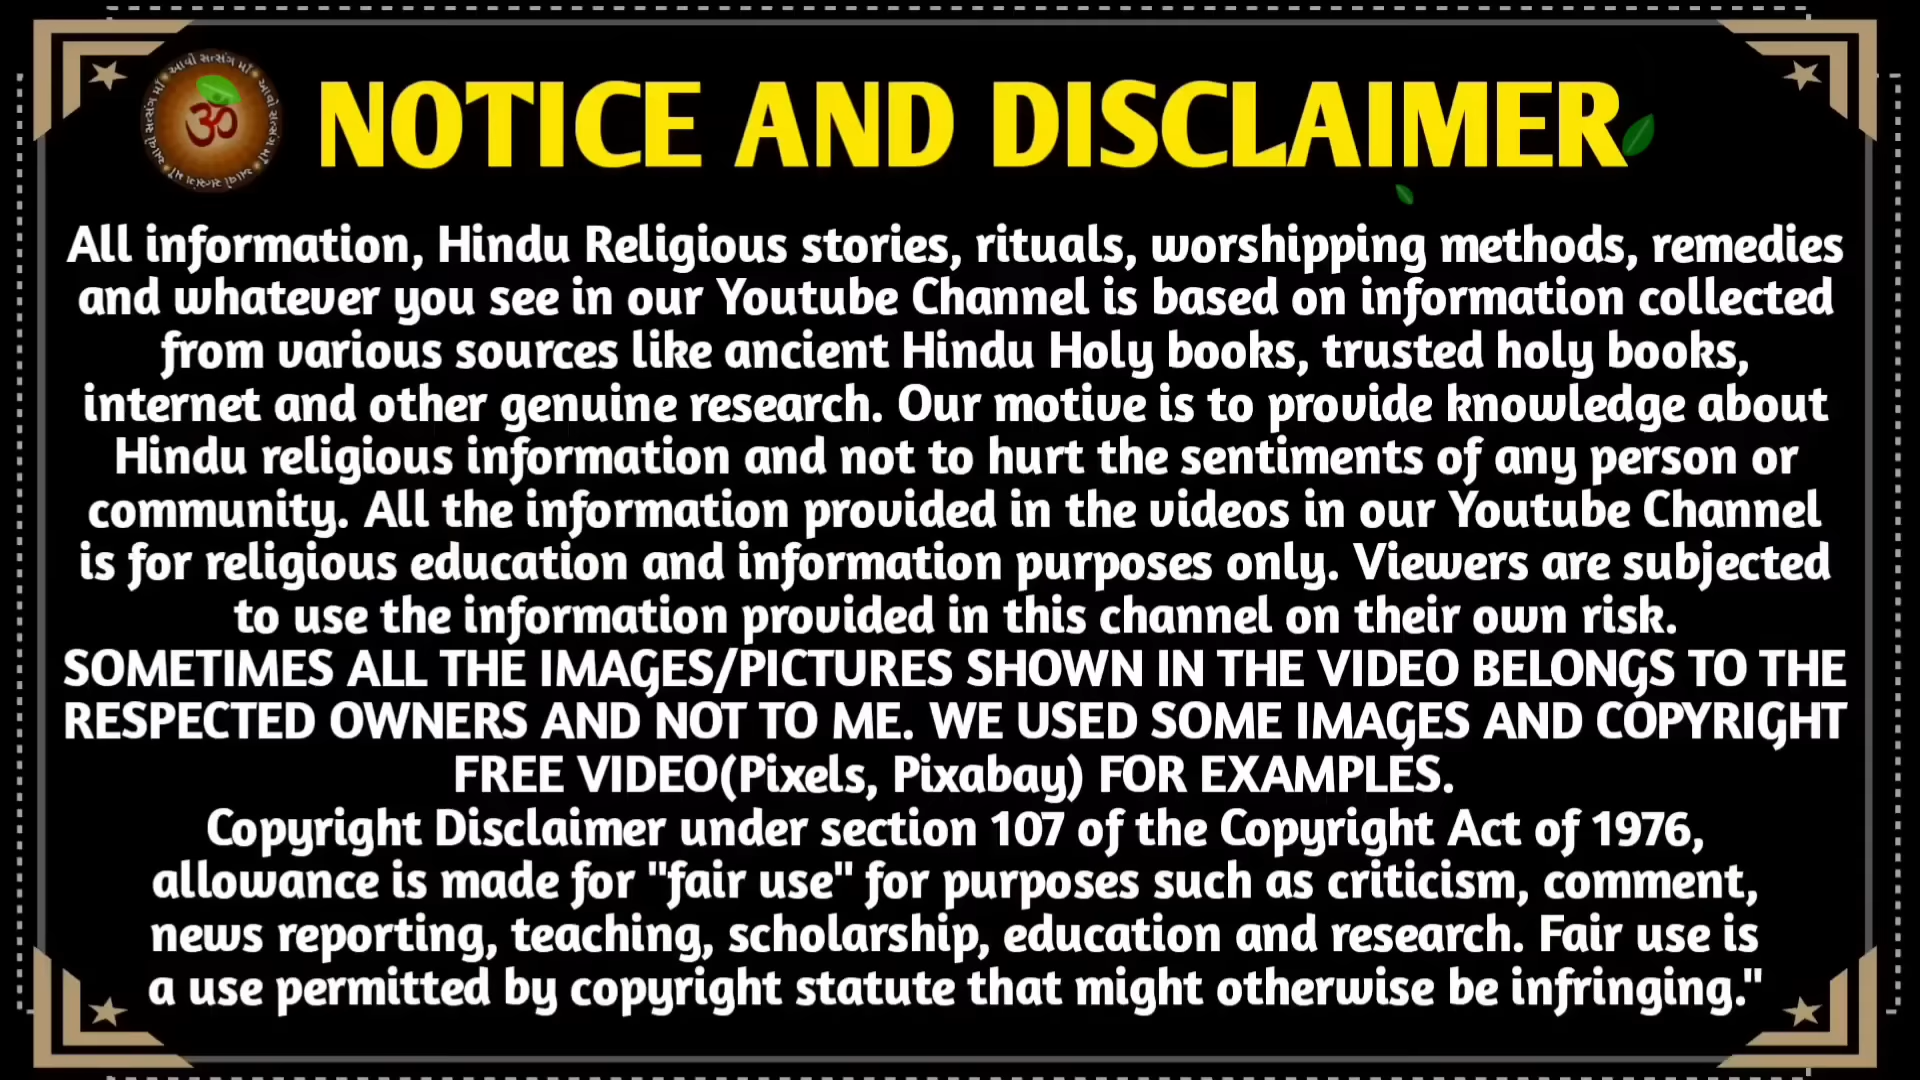 આવો સત્સંગ માઁ આવો સત્સંગ માઁ આવો સત્સંગ માઁ આવો સત્સંગ માઁ
ॐ
NOTICE AND DISCLAIMER
All information, Hindu Religious stories, rituals, worshipping methods, remedies
and whatever you see in our Youtube Channel is based on information collected
from various sources like ancient Hindu Holy books, trusted holy books,
internet and other genuine research. Our motive is to provide knowledge about
Hindu religious information and not to hurt the sentiments of any person or
community. All the information provided in the videos in our Youtube Channel
is for religious education and information purposes only. Viewers are subjected
to use the information provided in this channel on their own risk.
SOMETIMES ALL THE IMAGES/PICTURES SHOWN IN THE VIDEO BELONGS TO THE
RESPECTED OWNERS AND NOT TO ME. WE USED SOME IMAGES AND COPYRIGHT
FREE VIDEO(Pixels, Pixabay) FOR EXAMPLES.
Copyright Disclaimer under section 107 of the Copyright Act of 1976,
allowance is made for "fair use" for purposes such as criticism, comment,
news reporting, teaching, scholarship, education and research. Fair use is
a use permitted by copyright statute that might otherwise be infringing."